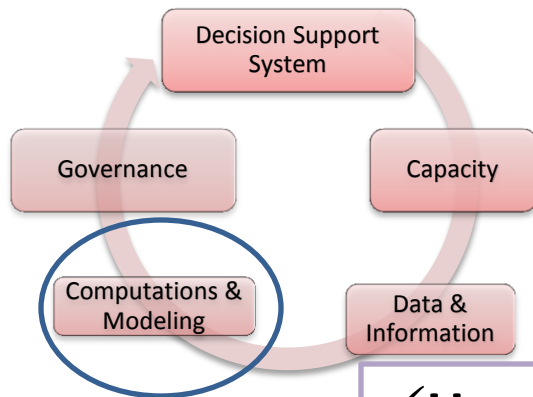 Decision Support
System
Governance
Capacity
Computations &
Modeling
Data &
Information